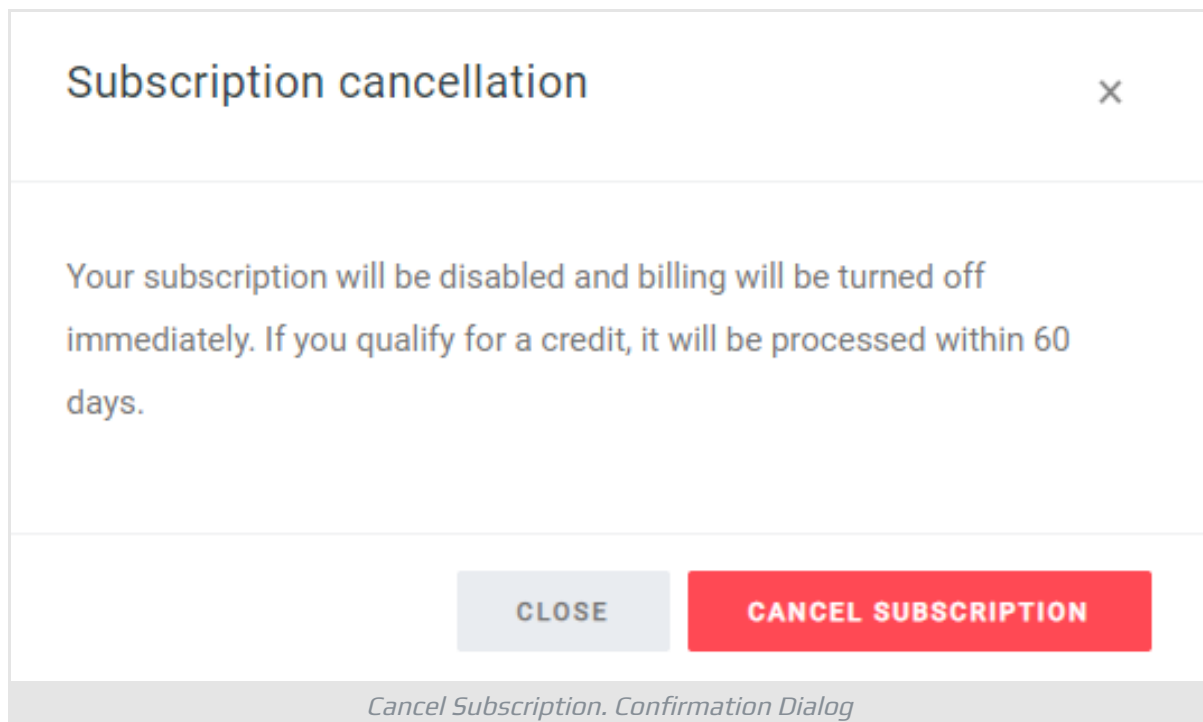 Subscription cancellation
Your subscription will be disabled and billing will be turned off
immediately. If you qualify for a credit, it will be processed within 60
days.
CLOSE
CANCEL SUBSCRIPTION
Cancel Subscription. Confirmation Dialog